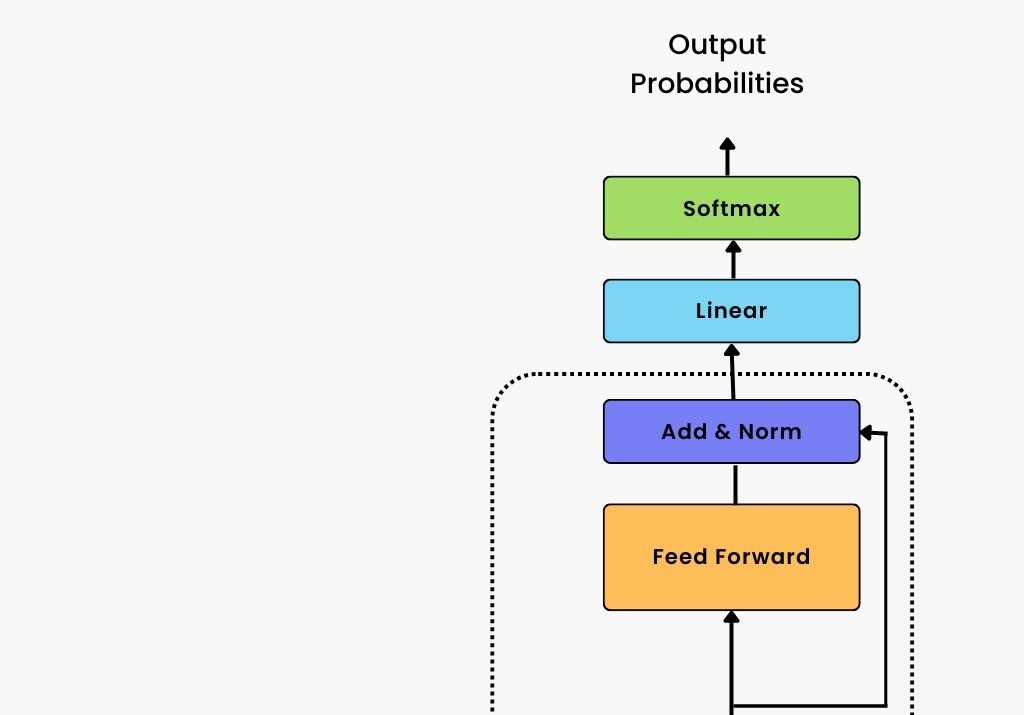 Output
Probabilities
Softmax
Linear
Add & Norm
Feed Forward